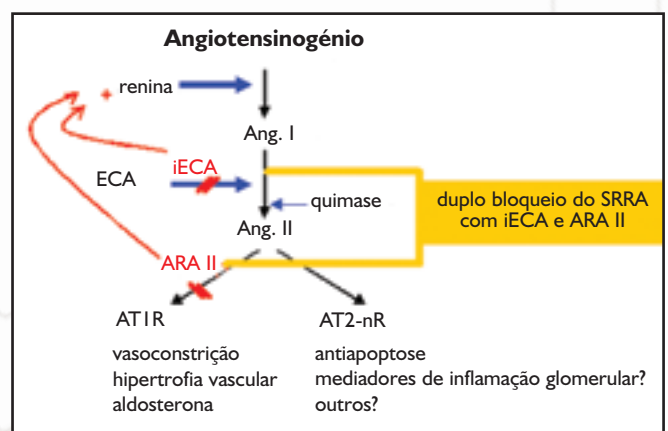 Angiotensinogénio
renina
+
Ang. I
iECA
ECA
quimase
duplo bloqueio do SRRA
com iECA e ARA II
Ang. II
ARA II
AT1R
AT2-nR
vasoconstrição
hipertrofia vascular
aldosterona
antiapoptose
mediadores de inflamação glomerular?
outros?